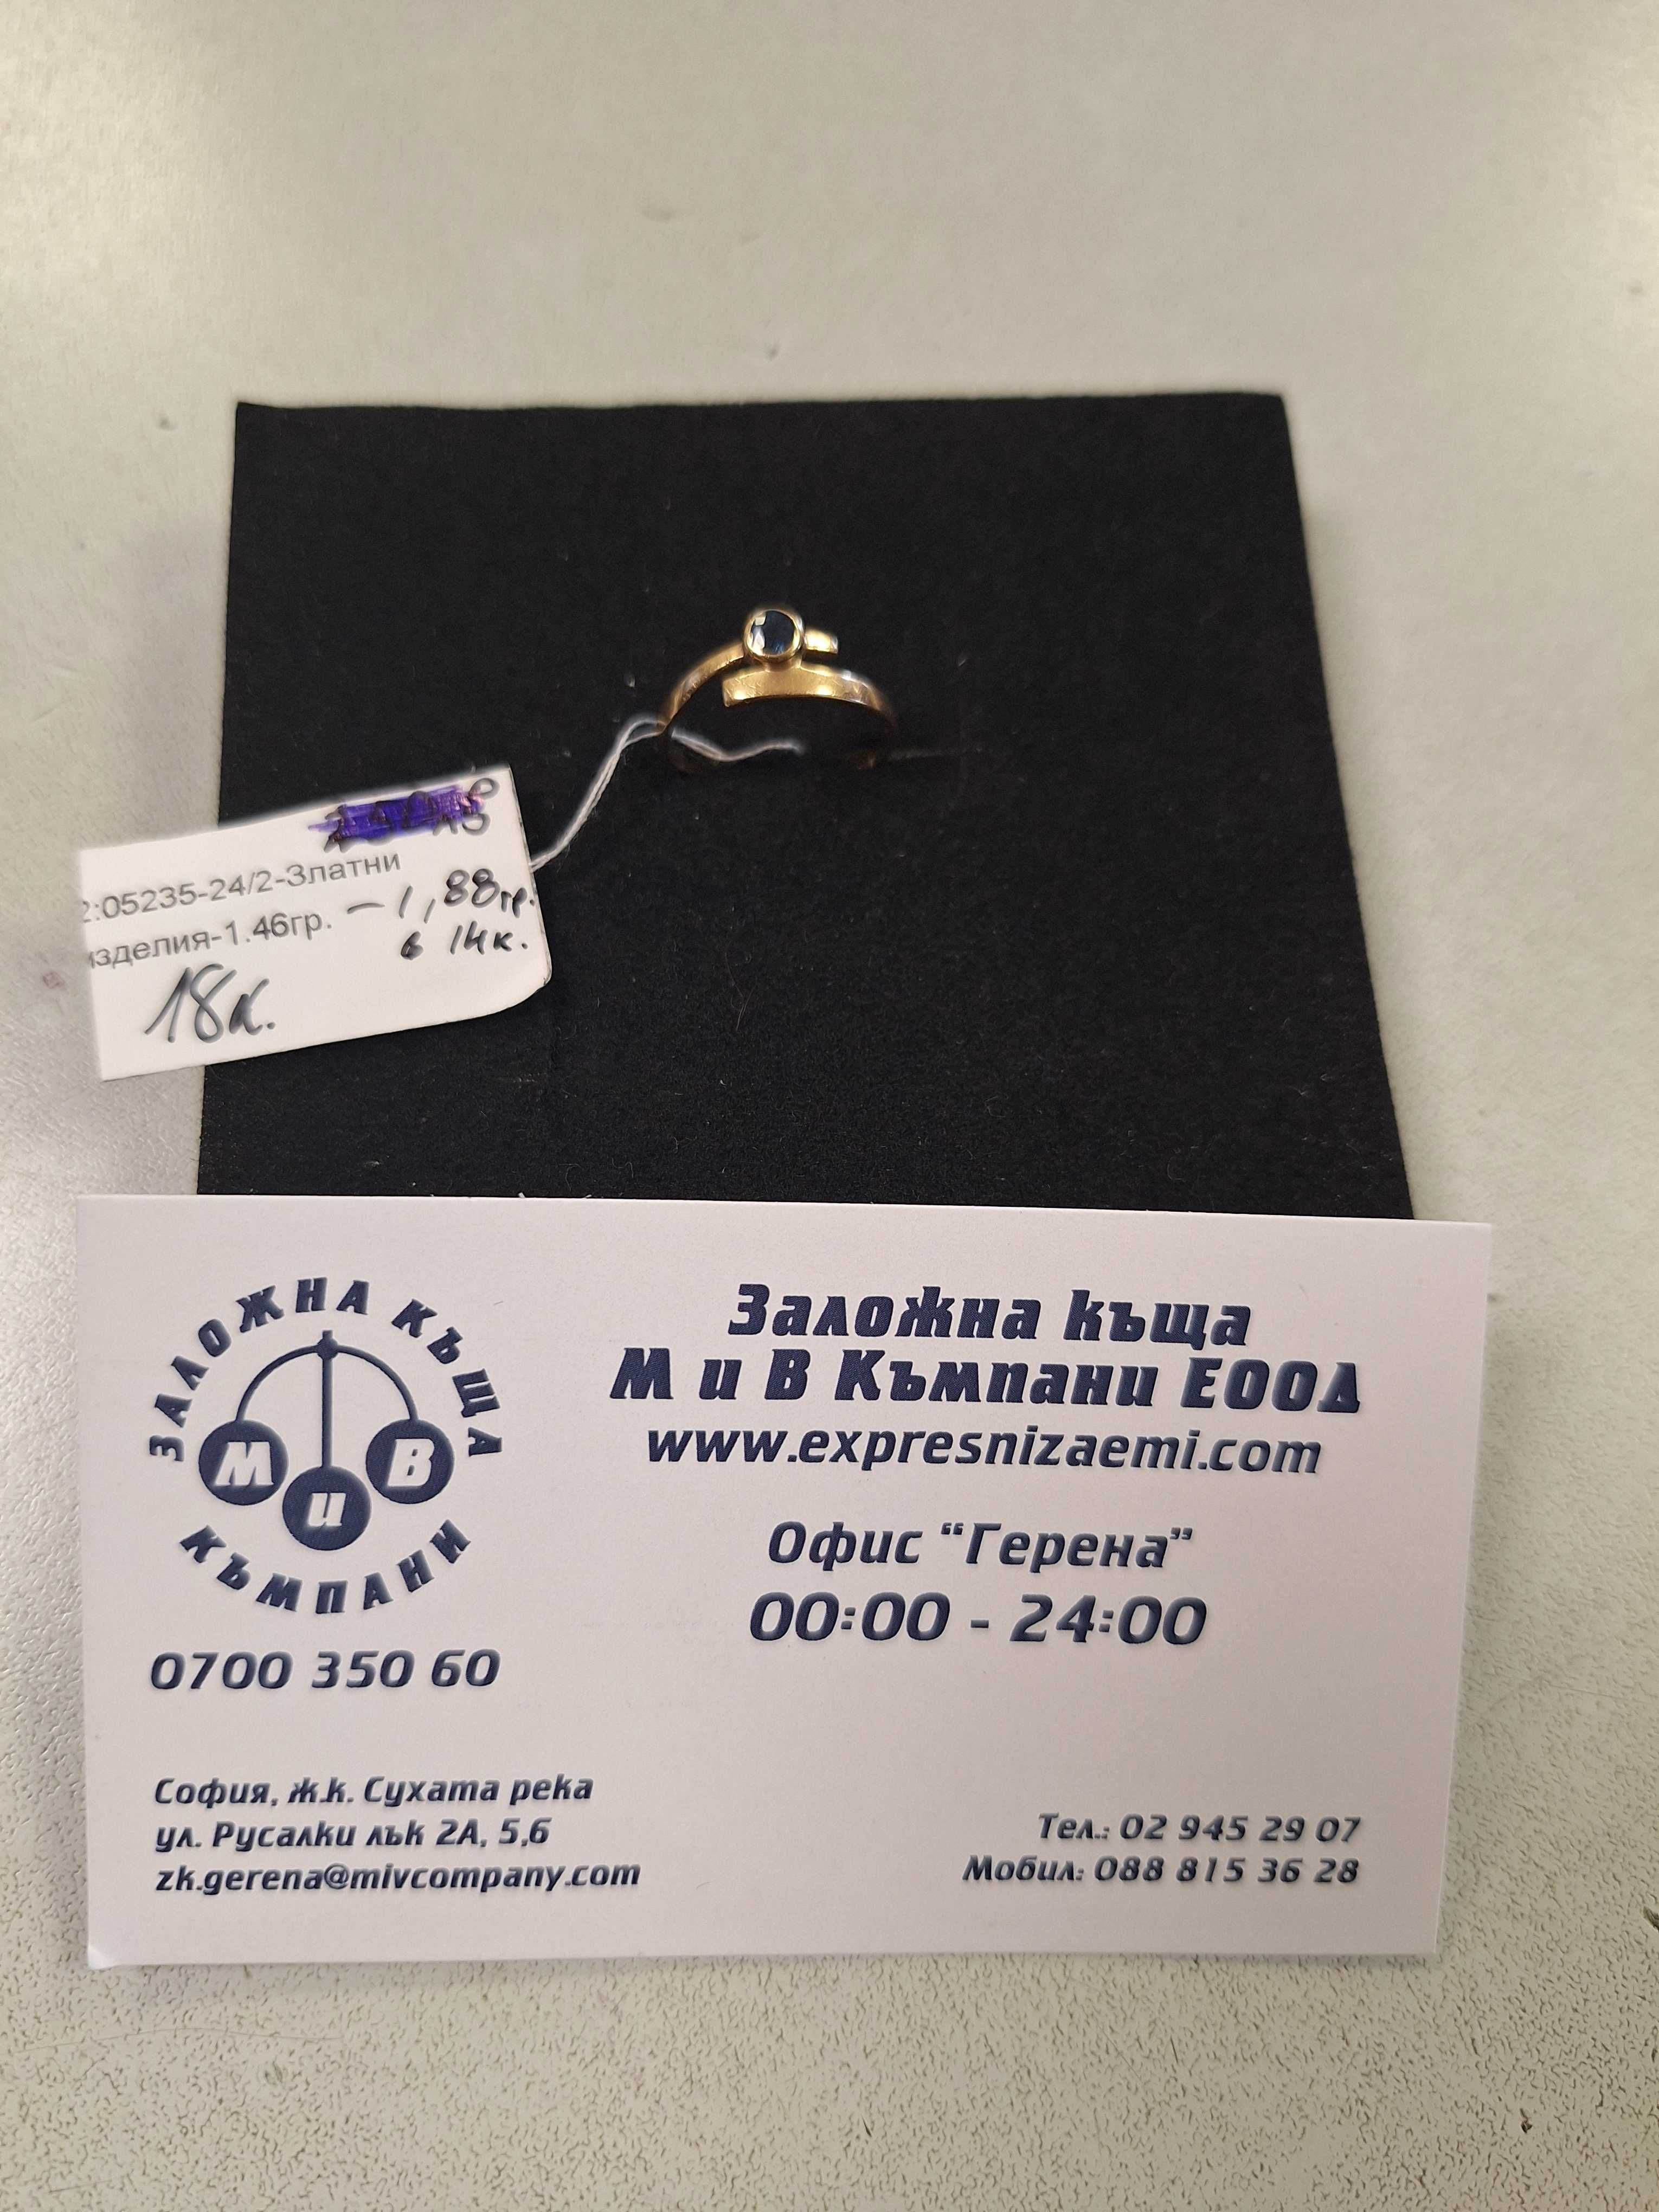 2:05235-24/2-Златни
изделия-1.46гр. – 1,88гр.
в 14к.
18к.
ЗАЛОЖНА КЪЩА
М и В
КЪМПАНИ
0700 350 60
Заложна къща
М и В Къмпани ЕООД
www.expresnizaemi.com
Офис “Герена”
00:00 - 24:00
София, ж.к. Сухата река
ул. Русалки лък 2А, 5,6
zk.gerena@mivcompany.com
Тел.: 02 945 29 07
Мобил: 088 815 36 28